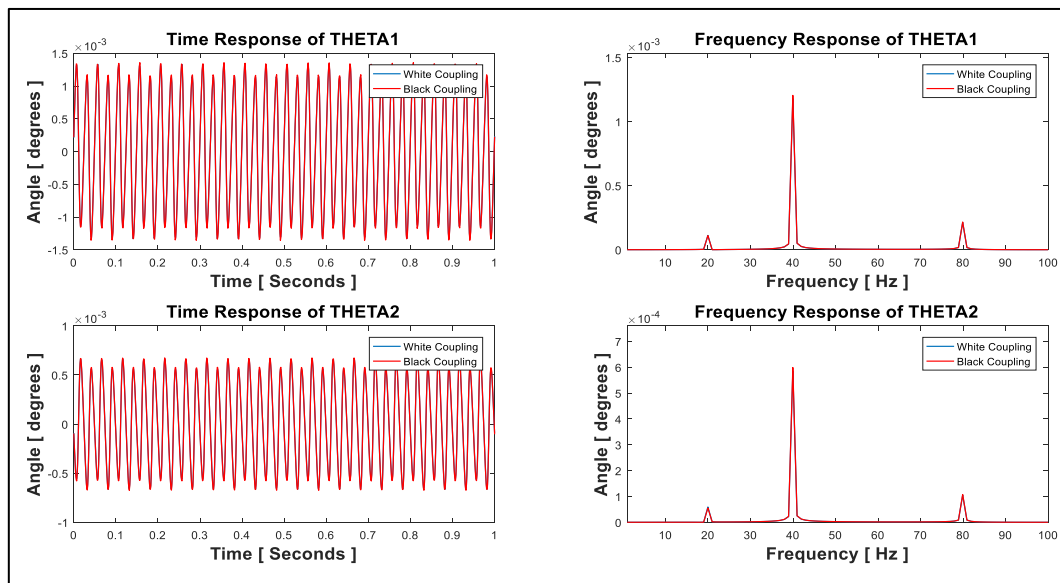 Time Response of THETA1
×10⁻³
1.5
1
0.5
0
-0.5
-1
-1.5
Angle [ degrees ]
White Coupling
Black Coupling
0 0.1 0.2 0.3 0.4 0.5 0.6 0.7 0.8 0.9 1
Time [ Seconds ]
Frequency Response of THETA1
×10⁻³
1.5
1
0.5
0
Angle [ degrees ]
White Coupling
Black Coupling
10 20 30 40 50 60 70 80 90 100
Frequency [ Hz ]
Time Response of THETA2
×10⁻³
1
0.5
0
-0.5
-1
Angle [ degrees ]
White Coupling
Black Coupling
0 0.1 0.2 0.3 0.4 0.5 0.6 0.7 0.8 0.9 1
Time [ Seconds ]
Frequency Response of THETA2
×10⁻⁴
7
6
5
4
3
2
1
0
Angle [ degrees ]
White Coupling
Black Coupling
10 20 30 40 50 60 70 80 90 100
Frequency [ Hz ]